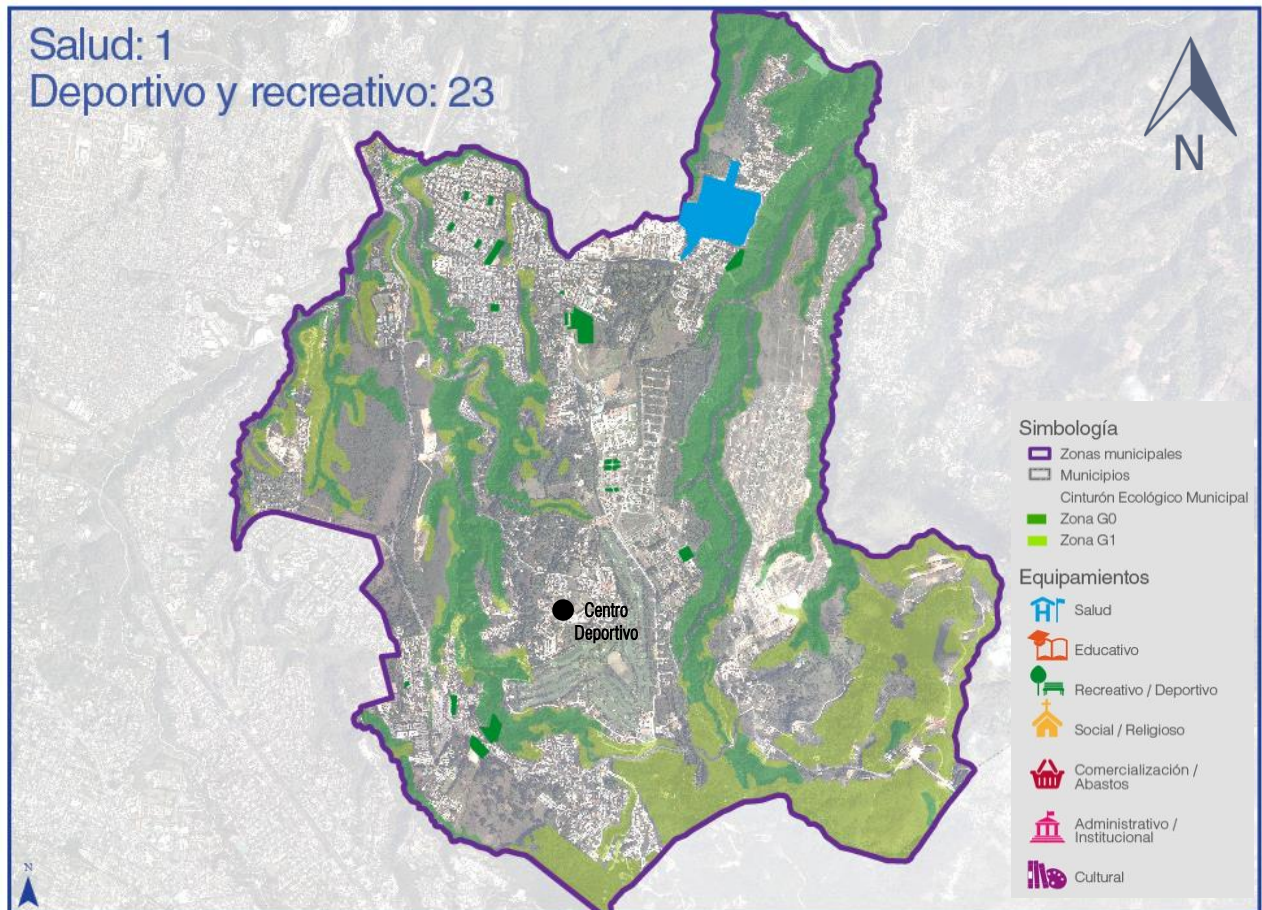 Salud: 1
Deportivo y recreativo: 23
N
Centro
Deportivo
Simbología
Zonas municipales
Municipios
Cinturón Ecológico Municipal
Zona G0
Zona G1
Equipamientos
Salud
Educativo
Recreativo / Deportivo
Social / Religioso
Comercialización /
Abastos
Administrativo /
Institucional
Cultural
N